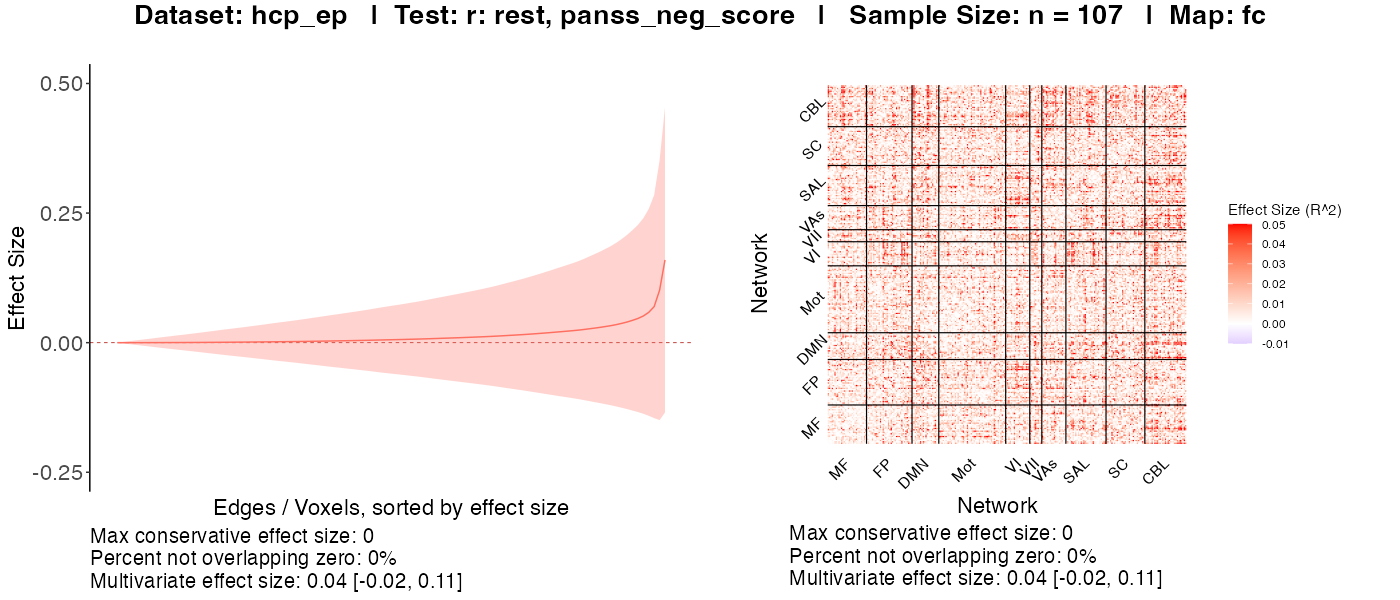 Dataset: hcp_ep | Test: r: rest, panss_neg_score | Sample Size: n = 107 | Map: fc
0.50
0.25
0.00
-0.25
Effect Size
Edges / Voxels, sorted by effect size
Max conservative effect size: 0
Percent not overlapping zero: 0%
Multivariate effect size: 0.04 [-0.02, 0.11]
Network
CBL
SC
SAL
VAs
VII
VI
Mot
DMN
FP
MF
MF
FP
DMN
Mot
VI
VII
VAs
SAL
SC
CBL
Network
Max conservative effect size: 0
Percent not overlapping zero: 0%
Multivariate effect size: 0.04 [-0.02, 0.11]
Effect Size (R^2)
0.05
0.04
0.03
0.02
0.01
0.00
-0.01